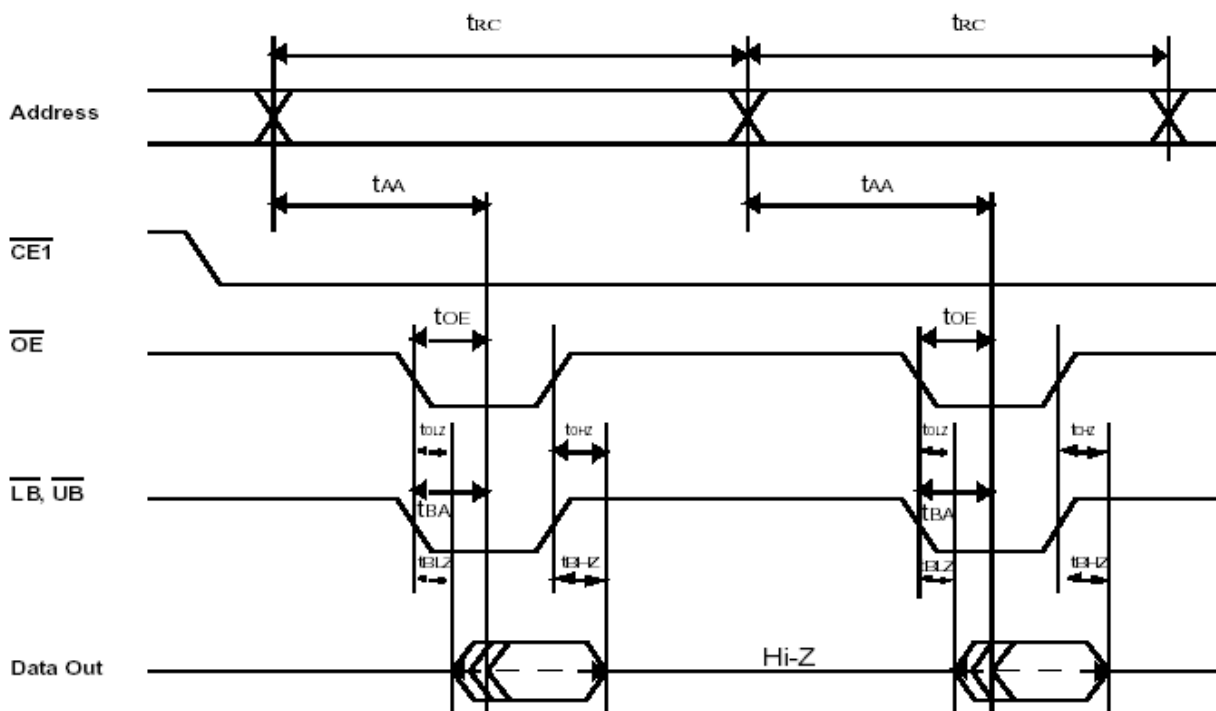 tRC tRC
Address
tAA tAA
CE1
tOE tOE
OE
tOLZ tOHZ tOLZ tOHZ
LB, UB
tBA tBA
tBLZ tBHZ tBLZ tBHZ
Data Out Hi-Z